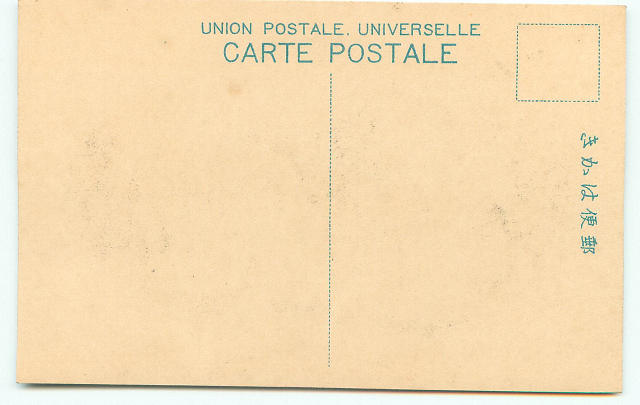 UNION POSTALE. UNIVERSELLE
CARTE POSTALE
きかは便郵